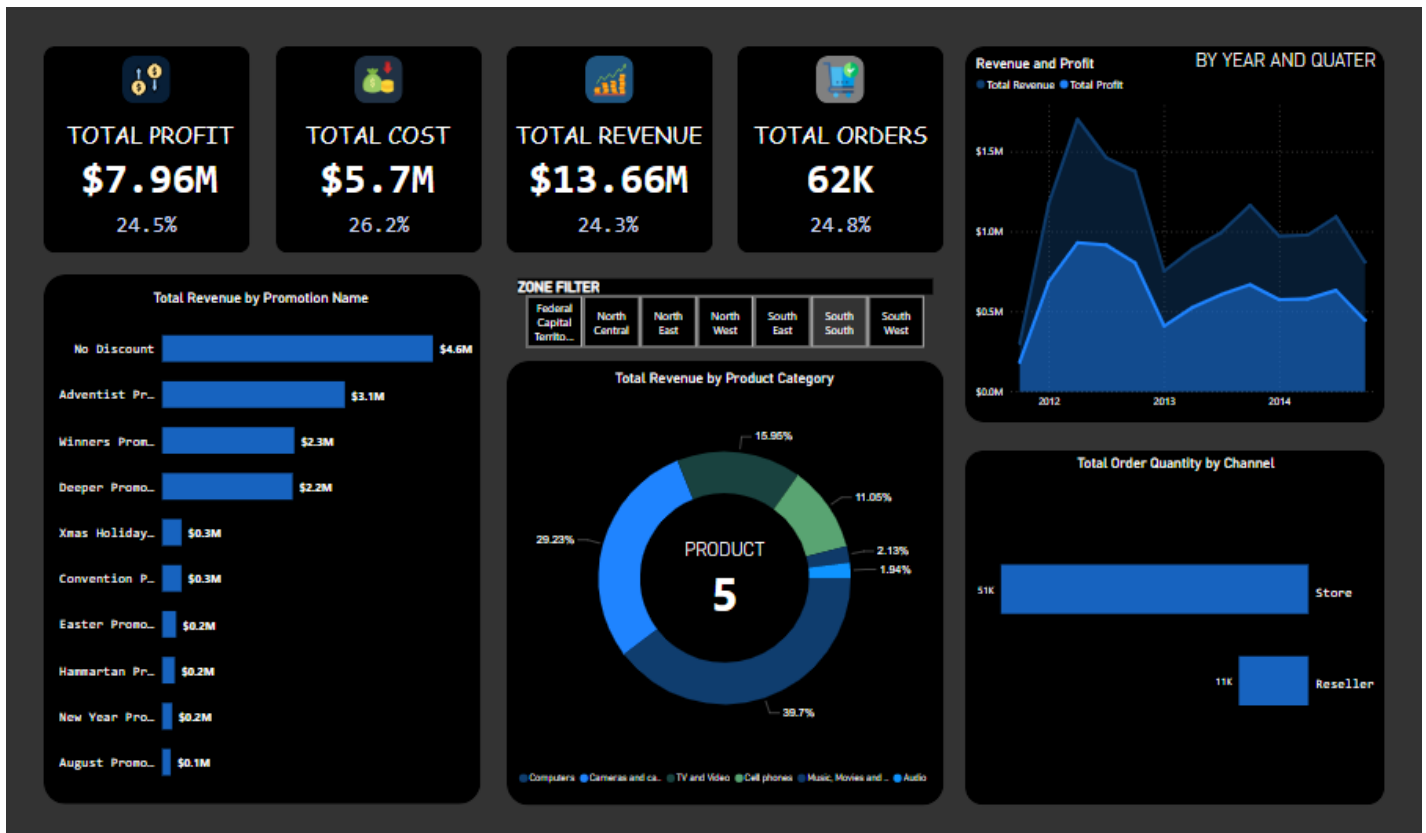 TOTAL PROFIT
$7.96M
24.5%
TOTAL COST
$5.7M
26.2%
TOTAL REVENUE
$13.66M
24.3%
TOTAL ORDERS
62K
24.8%
Revenue and Profit
BY YEAR AND QUATER
Total Revenue
Total Profit
$1.5M
$1.0M
$0.5M
$0.0M
2012
2013
2014
Total Revenue by Promotion Name
No Discount
$4.6M
Adventist Pr…
$3.1M
Winners Prom…
$2.3M
Deeper Promo…
$2.2M
Xmas Holiday…
$0.3M
Convention P…
$0.3M
Easter Promo…
$0.2M
Hammartan Pr…
$0.2M
New Year Pro…
$0.2M
August Promo…
$0.1M
ZONE FILTER
Federal
Capital
Territo...
North
Central
North
East
North
West
South
East
South
South
South
West
Total Revenue by Product Category
15.95%
11.05%
29.23%
2.13%
1.94%
39.7%
PRODUCT
5
Computers
Cameras and ca…
TV and Video
Cell phones
Music, Movies and …
Audio
Total Order Quantity by Channel
51K
Store
11K
Reseller